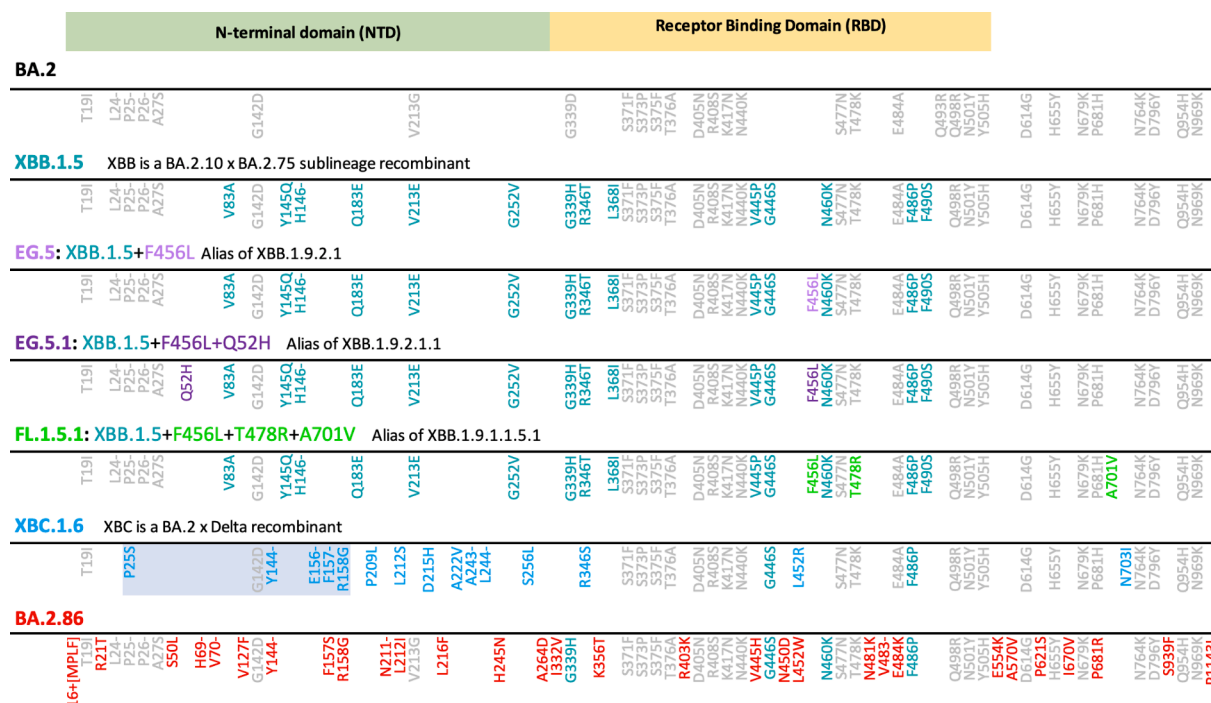 N-terminal domain (NTD) Receptor Binding Domain (RBD)
BA.2
T19I L24- P25- P26- A27S G142D V213G G339D S371F S373P S375F T376A D405N R408S K417N N440K S477N T478K E484A Q493R Q498R N501Y Y505H D614G H655Y N679K P681H N764K D796Y Q954H N969K
XBB.1.5 XBB is a BA.2.10 x BA.2.75 sublineage recombinant
T19I L24- P25- P26- A27S V83A G142D Y145Q H146- Q183E V213E G252V G339H R346T L368I S371F S373P S375F T376A D405N R408S K417N N440K V445P G446S N460K S477N T478K E484A F486P F490S Q498R N501Y Y505H D614G H655Y N679K P681H N764K D796Y Q954H N969K
EG.5: XBB.1.5+F456L Alias of XBB.1.9.2.1
T19I L24- P25- P26- A27S V83A G142D Y145Q H146- Q183E V213E G252V G339H R346T L368I S371F S373P S375F T376A D405N R408S K417N N440K V445P G446S F456L N460K S477N T478K E484A F486P F490S Q498R N501Y Y505H D614G H655Y N679K P681H N764K D796Y Q954H N969K
EG.5.1: XBB.1.5+F456L+Q52H Alias of XBB.1.9.2.1.1
T19I L24- P25- P26- A27S Q52H V83A G142D Y145Q H146- Q183E V213E G252V G339H R346T L368I S371F S373P S375F T376A D405N R408S K417N N440K V445P G446S F456L N460K S477N T478K E484A F486P F490S Q498R N501Y Y505H D614G H655Y N679K P681H N764K D796Y Q954H N969K
FL.1.5.1: XBB.1.5+F456L+T478R+A701V Alias of XBB.1.9.1.1.5.1
T19I L24- P25- P26- A27S V83A G142D Y145Q H146- Q183E V213E G252V G339H R346T L368I S371F S373P S375F T376A D405N R408S K417N N440K V445P G446S F456L N460K S477N T478R E484A F486P F490S Q498R N501Y Y505H D614G H655Y N679K P681H A701V N764K D796Y Q954H N969K
XBC.1.6 XBC is a BA.2 x Delta recombinant
T19I P25S G142D Y144- E156- F157- R158G P209L L212S D215H A222V A243- L244- S256L R346S S371F S373P S375F T376A D405N R408S K417N N440K G446S L452R S477N T478K E484A F486P Q498R N501Y Y505H D614G H655Y N679K P681H N703I N764K D796Y Q954H N969K
BA.2.86
16+[MPLF] T19I R21T L24- P25- P26- A27S S50L H69- V70- V127F G142D Y144- F157S R158G N211- L212I V213G L216F H245N A264D I332V G339H K356T S371F S373P S375F T376A R403K D405N R408S K417N N440K V445H G446S N450D L452W N460K S477N T478K N481K V483- E484K F486P Q498R N501Y Y505H E554K A570V D614G P621S H655Y I670V N679K P681R N764K D796Y S939F Q954H N969K